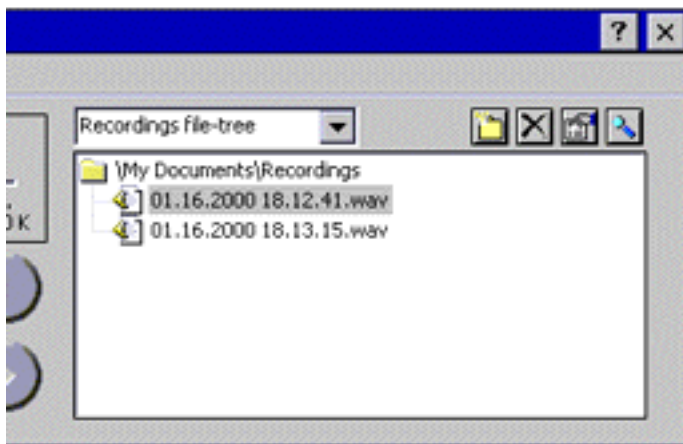 ?
Recordings file-tree
\My Documents\Recordings
01.16.2000 18.12.41.wav
01.16.2000 18.13.15.wav
K